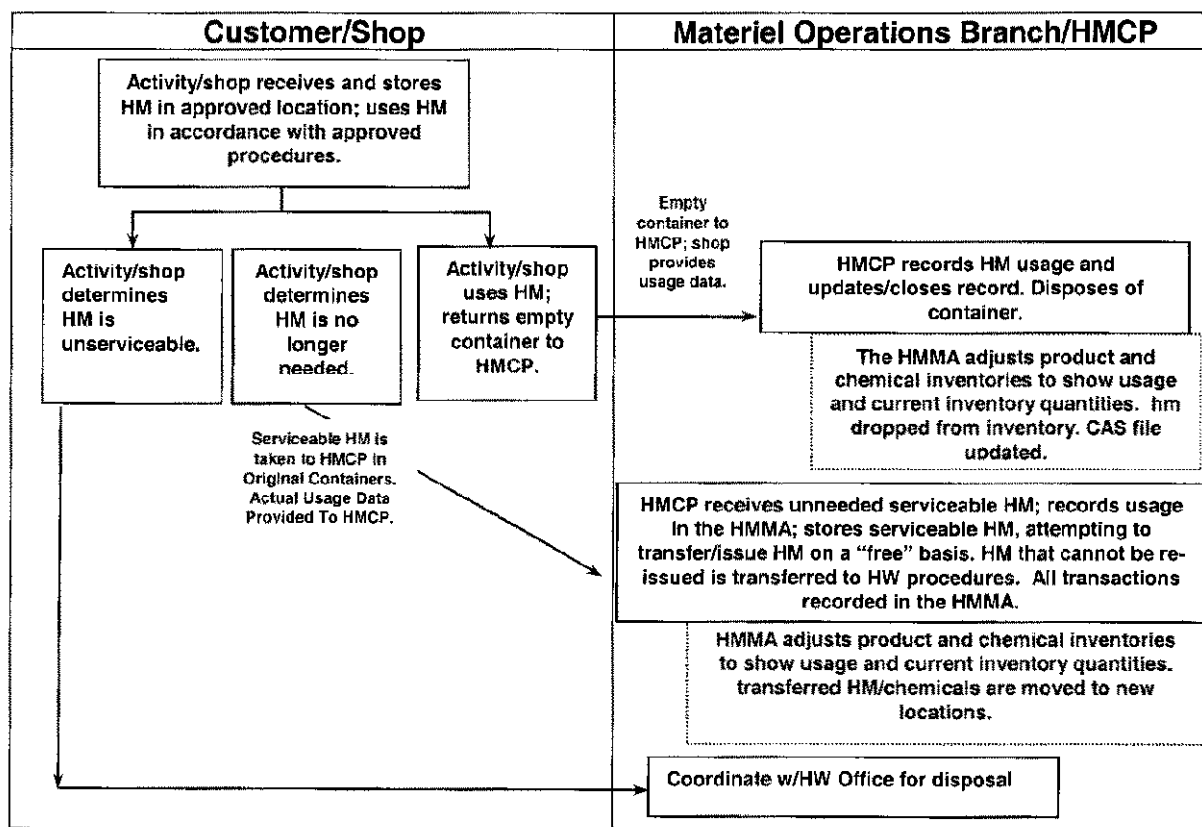 Customer/Shop
Materiel Operations Branch/HMCP
Activity/shop receives and stores
HM in approved location; uses HM
in accordance with approved
procedures.
Activity/shop
determines
HM is
unserviceable.
Activity/shop
determines
HM is no
longer
needed.
Activity/shop
uses HM;
returns empty
container to
HMCP.
Empty
container to
HMCP; shop
provides
usage data.
HMCP records HM usage and
updates/closes record. Disposes of
container.
The HMMA adjusts product and
chemical inventories to show usage
and current inventory quantities. hm
dropped from inventory. CAS file
updated.
Serviceable HM is
taken to HMCP in
Original Containers.
Actual Usage Data
Provided To HMCP.
HMCP receives unneeded serviceable HM; records usage
in the HMMA; stores serviceable HM, attempting to
transfer/issue HM on a “free” basis. HM that cannot be re-
issued is transferred to HW procedures. All transactions
recorded in the HMMA.
HMMA adjusts product and chemical inventories
to show usage and current inventory quantities.
transferred HM/chemicals are moved to new
locations.
Coordinate w/HW Office for disposal